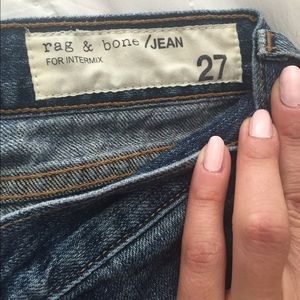 rag & bone/JEAN
FOR INTERMIX
27